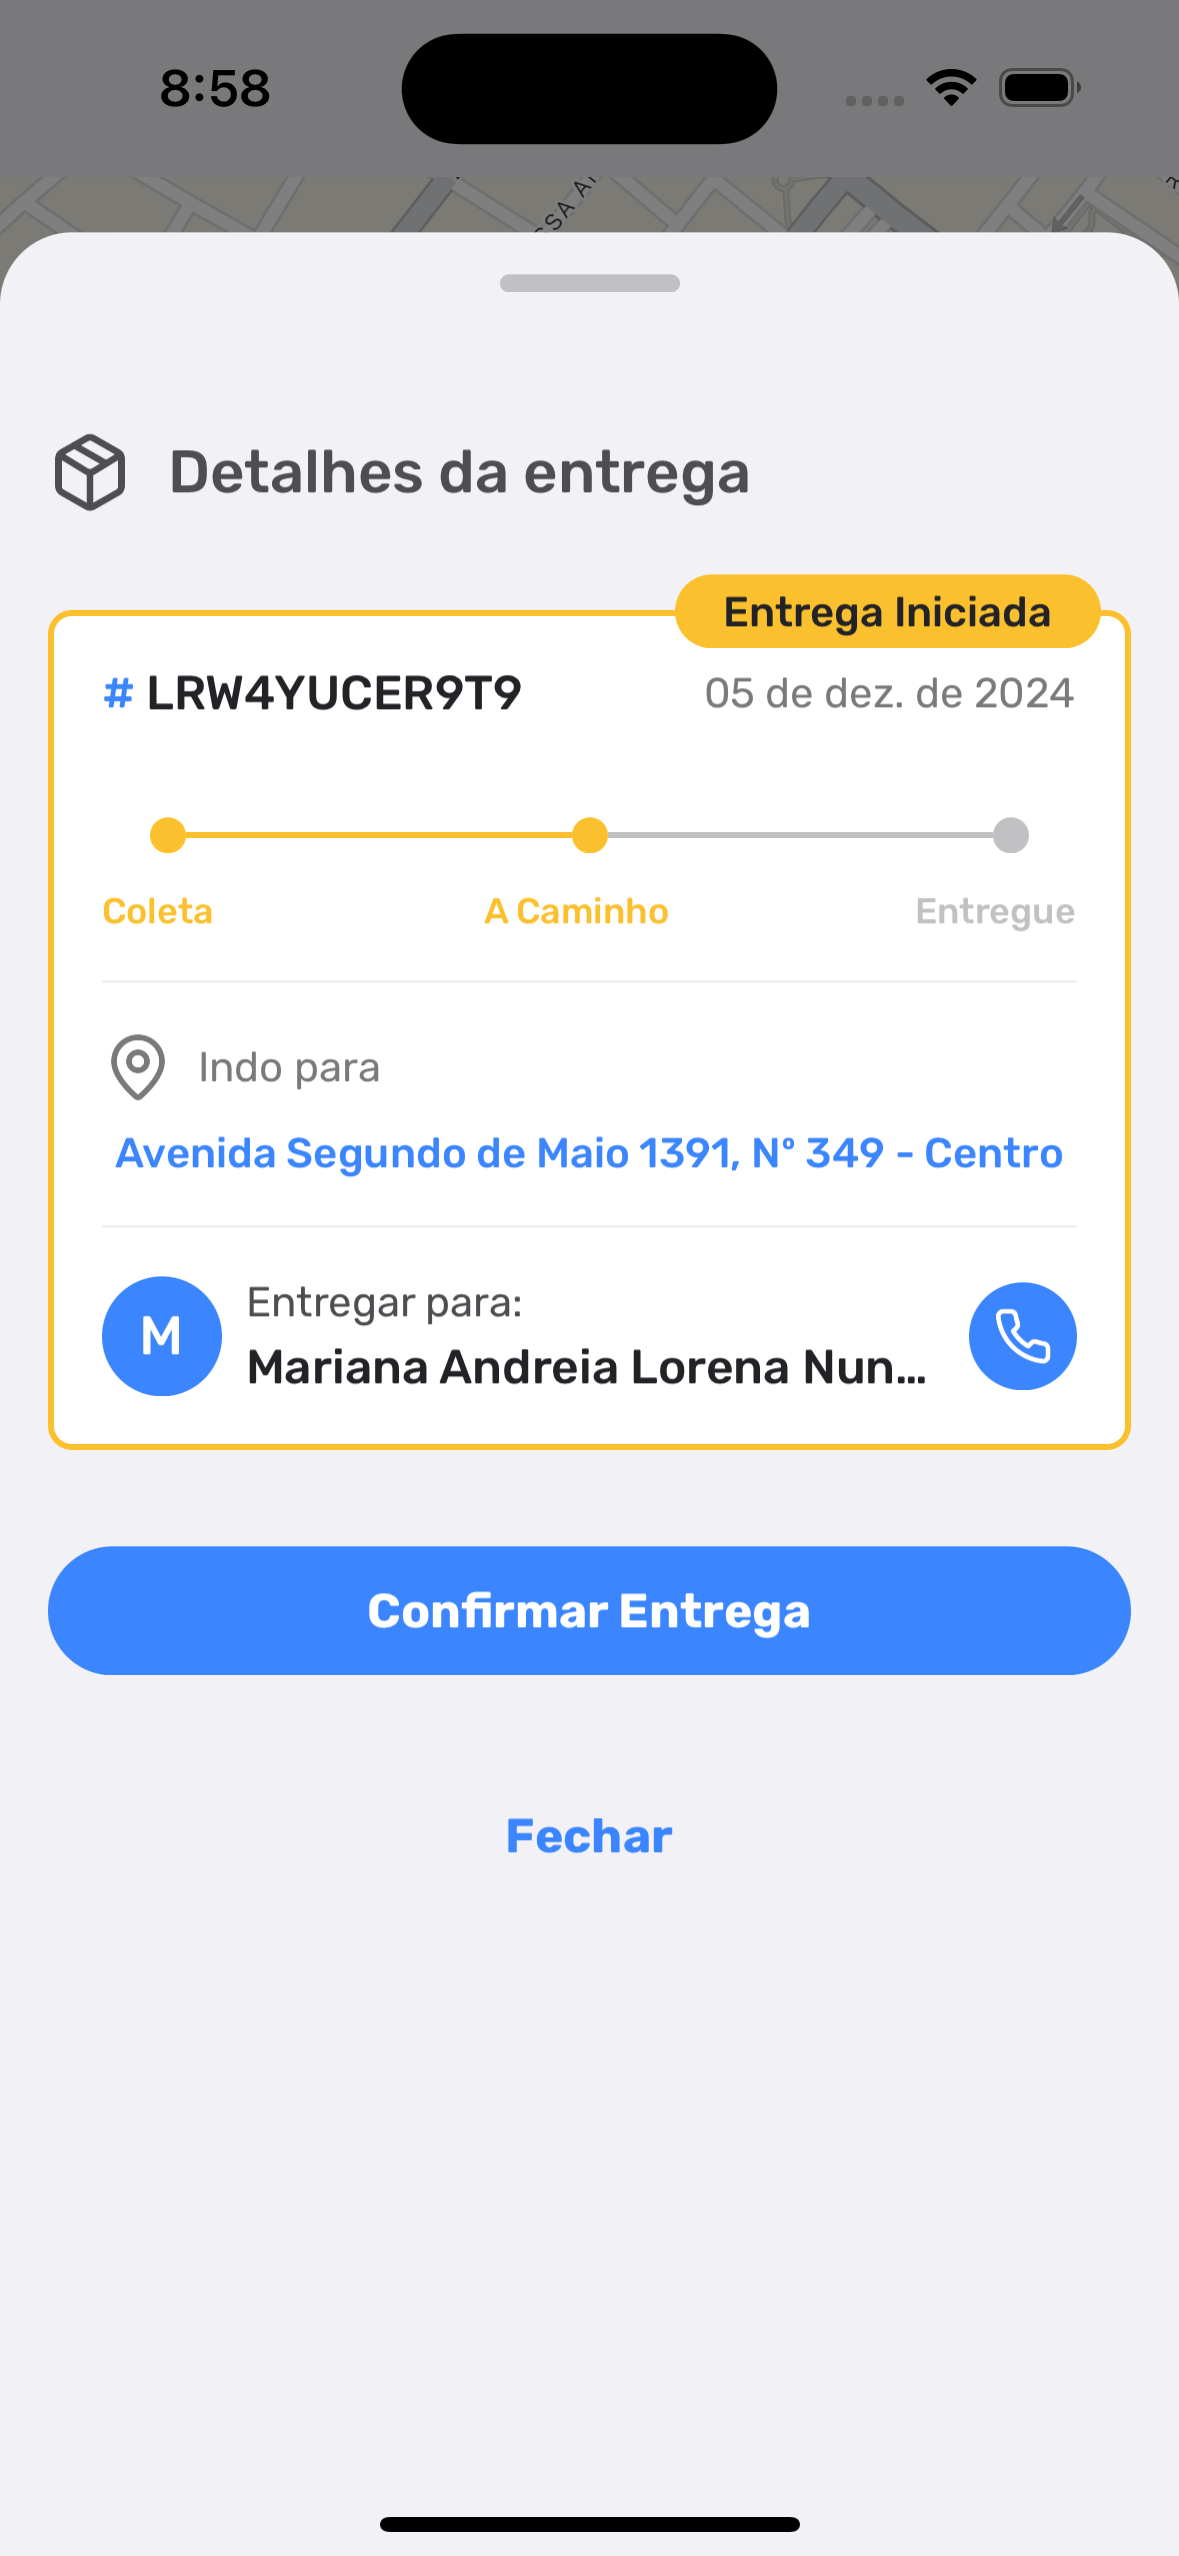 8:58
Detalhes da entrega
Entrega Iniciada
# LRW4YUCER9T9 05 de dez. de 2024
Coleta A Caminho Entregue
Indo para
Avenida Segundo de Maio 1391, Nº 349 - Centro
M
Entregar para:
Mariana Andreia Lorena Nun...
Confirmar Entrega
Fechar